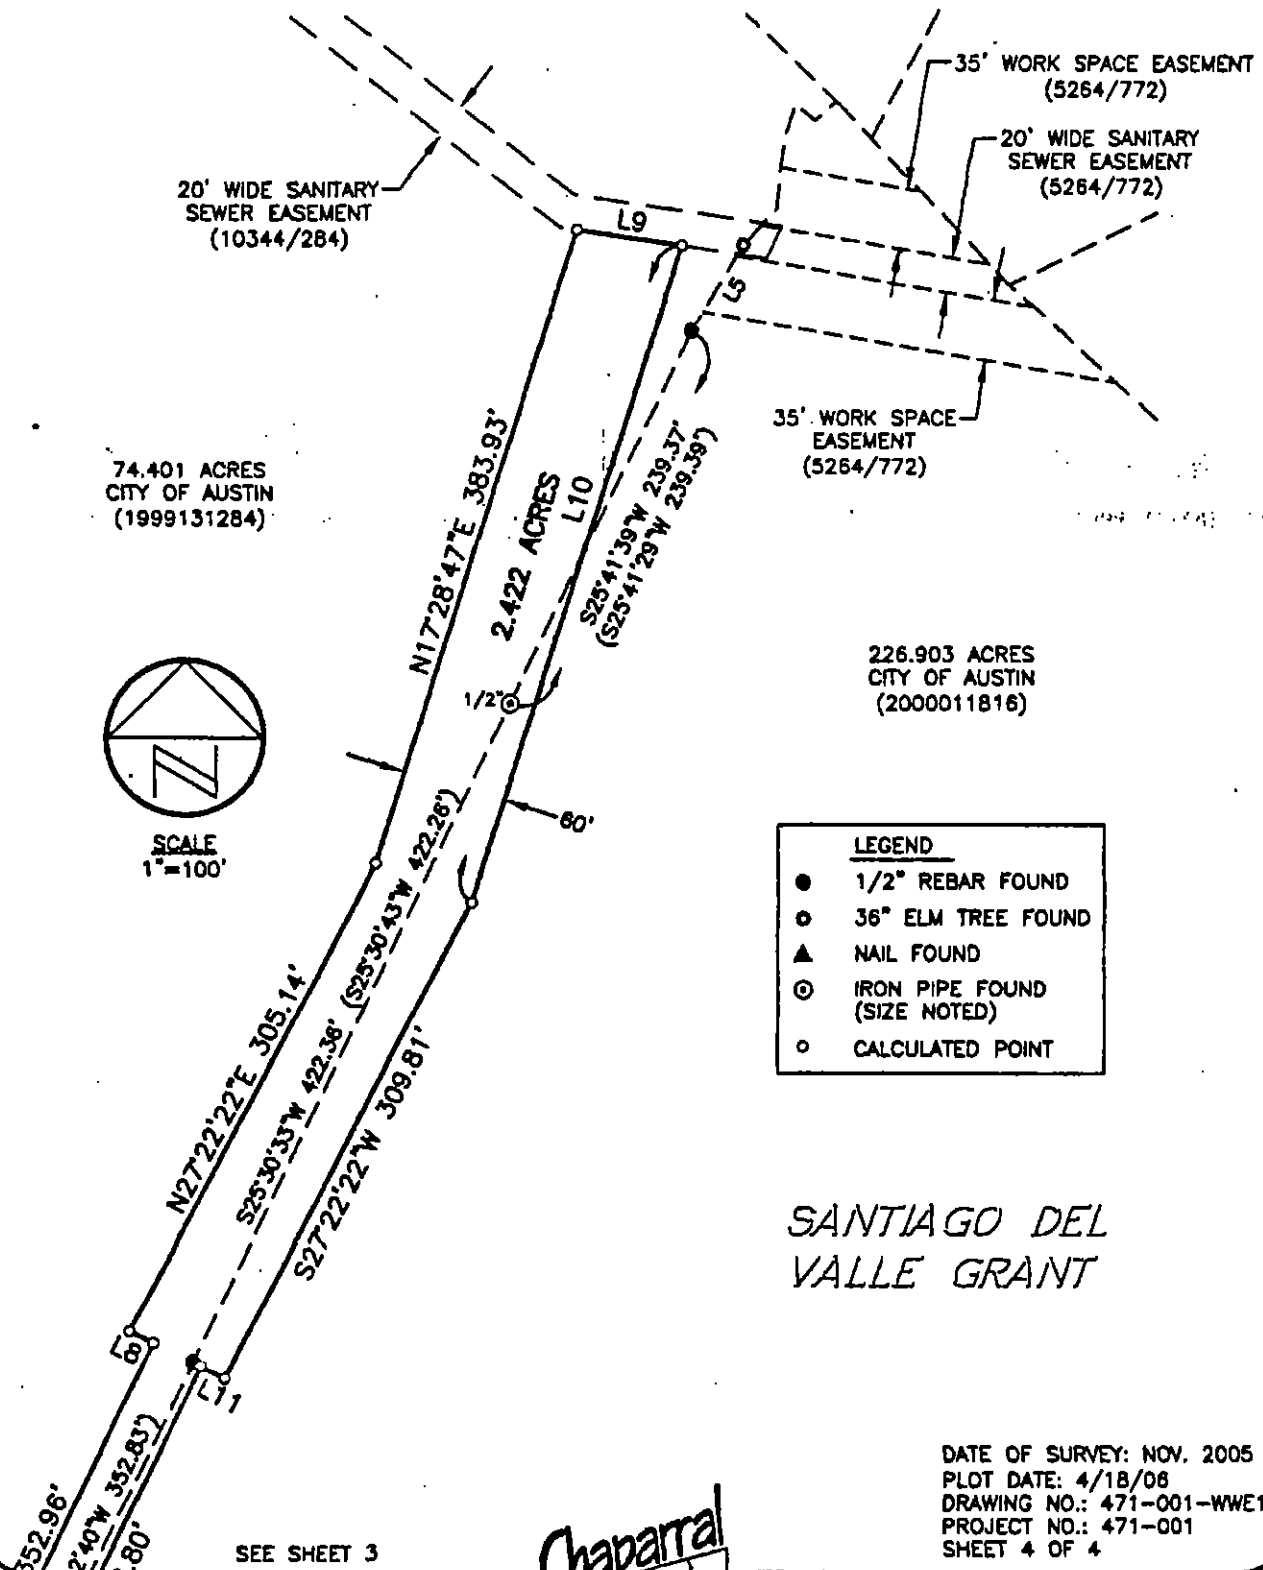 35' WORK SPACE EASEMENT
(5264/772)
20' WIDE SANITARY
SEWER EASEMENT
(5264/772)
20' WIDE SANITARY
SEWER EASEMENT
(10344/284)
L9
L5
35' WORK SPACE
EASEMENT
(5264/772)
74.401 ACRES
CITY OF AUSTIN
(1999131284)
N17°28'47"E 383.93'
2.422 ACRES
L10
S25°41'39"W 239.37'
(S25°41'29"W 239.39')
226.903 ACRES
CITY OF AUSTIN
(2000011816)
1/2"
60'
SCALE
1"=100'
LEGEND
1/2" REBAR FOUND
36" ELM TREE FOUND
NAIL FOUND
IRON PIPE FOUND
(SIZE NOTED)
CALCULATED POINT
N27°22'22"E 305.14'
S25°30'33"W 422.36' (S25°30'43"W 422.26')
S27°22'22"W 309.81'
SANTIAGO DEL
VALLE GRANT
L8
L11
352.96'
2'40"W 352.83')
.80'
SEE SHEET 3
Chaparral
DATE OF SURVEY: NOV. 2005
PLOT DATE: 4/18/06
DRAWING NO.: 471-001-WWE1
PROJECT NO.: 471-001
SHEET 4 OF 4